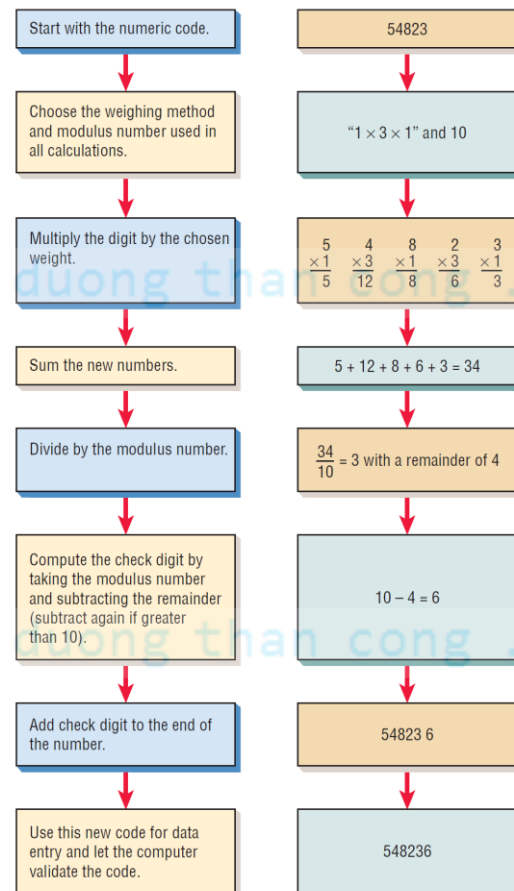 Start with the numeric code.
54823
Choose the weighing method
and modulus number used in
all calculations.
“1 × 3 × 1” and 10
Multiply the digit by the chosen
weight.
5 4 8 2 3
× 1 × 3 × 1 × 3 × 1
5 12 8 6 3
duong than cong .
Sum the new numbers.
5 + 12 + 8 + 6 + 3 = 34
Divide by the modulus number.
34
10 = 3 with a remainder of 4
Compute the check digit by
taking the modulus number
and subtracting the remainder
(subtract again if greater
than 10).
10 – 4 = 6
duong than cong .
Add check digit to the end of
the number.
54823 6
Use this new code for data
entry and let the computer
validate the code.
548236